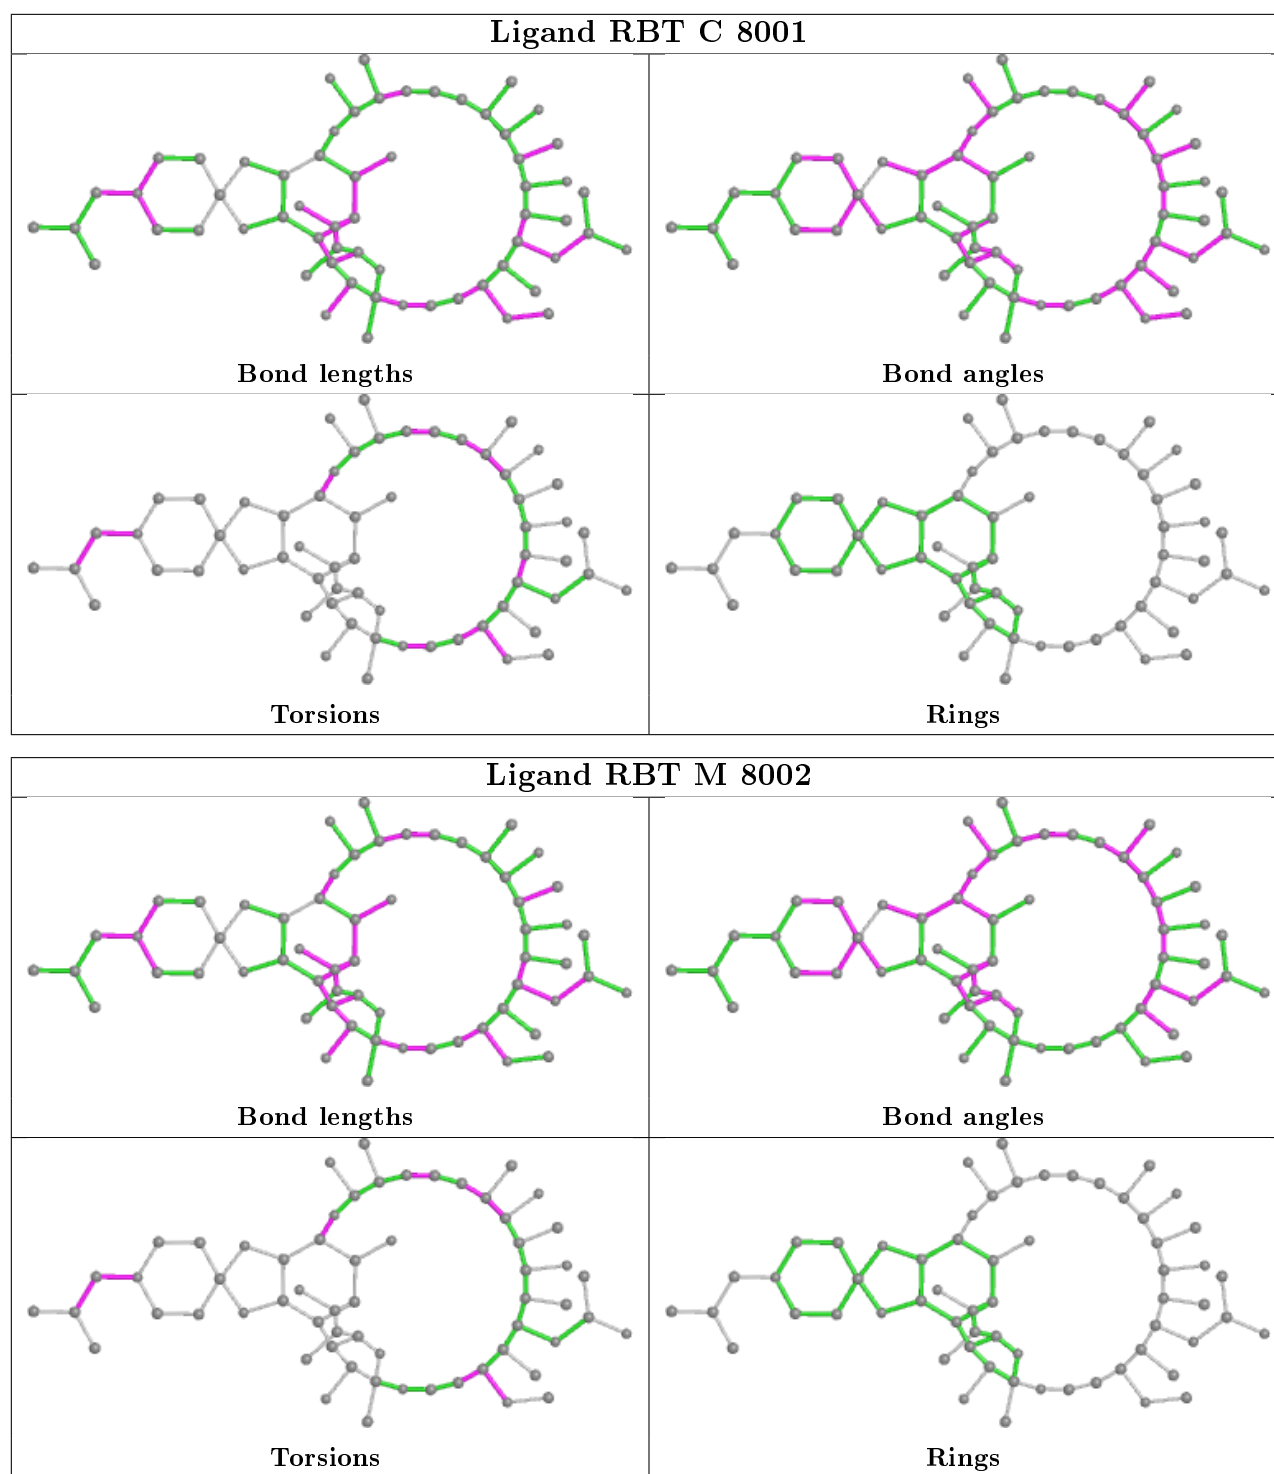 Ligand RBT C 8001
Bond lengths
Bond angles
Torsions
Rings
Ligand RBT M 8002
Bond lengths
Bond angles
Torsions
Rings